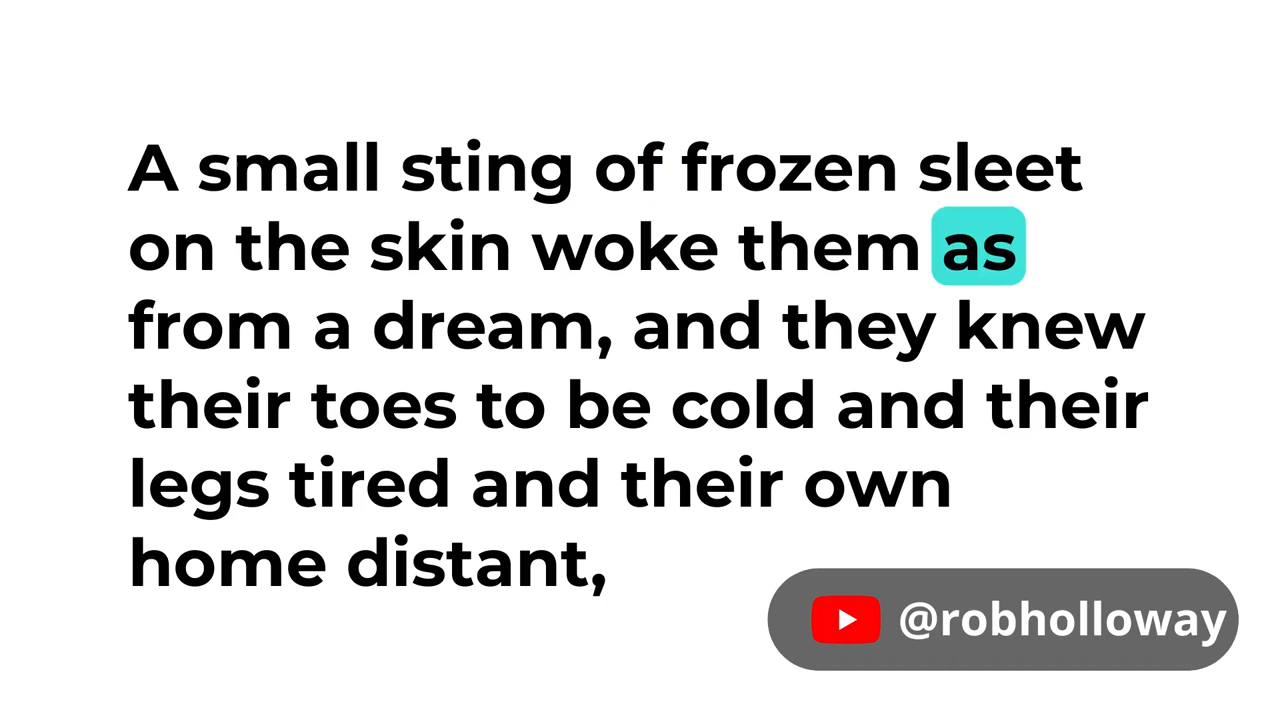 A small sting of frozen sleet
on the skin woke them as
from a dream, and they knew
their toes to be cold and their
legs tired and their own
home distant,
@robholloway